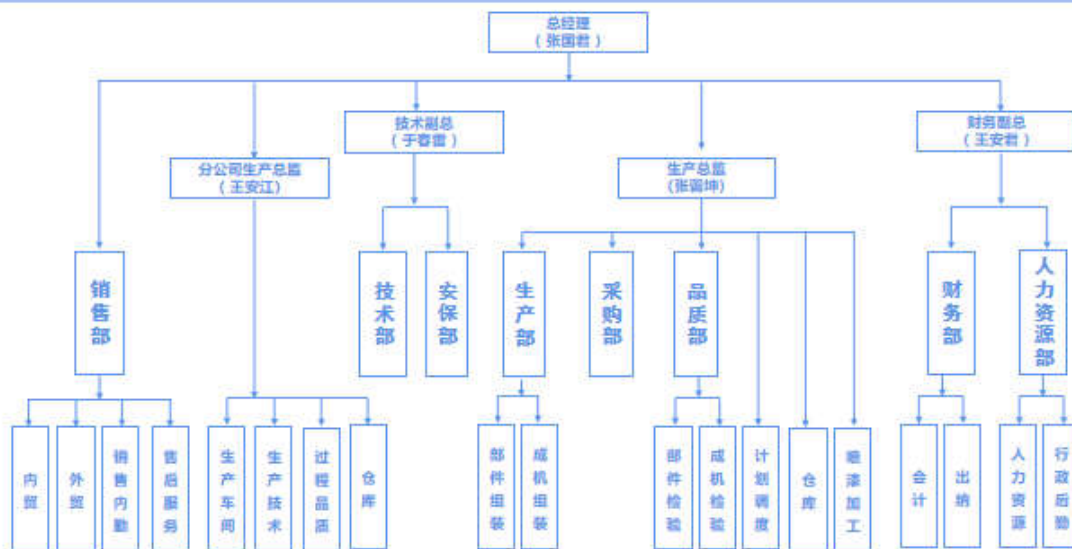 总经理
（张国君）
技术副总
（于春雷）
财务副总
（王安君）
分公司生产总监
（王安江）
生产总监
销售部
技术部
安保部
生产部
采购部
品质部
财务部
人力资源部
内贸
外贸
销售内勤
售后服务
生产车间
生产技术
过程品质
仓库
部件组装
成机组装
部件检验
成机检验
计划调度
仓库
喷漆加工
会计
出纳
人力资源
行政后勤